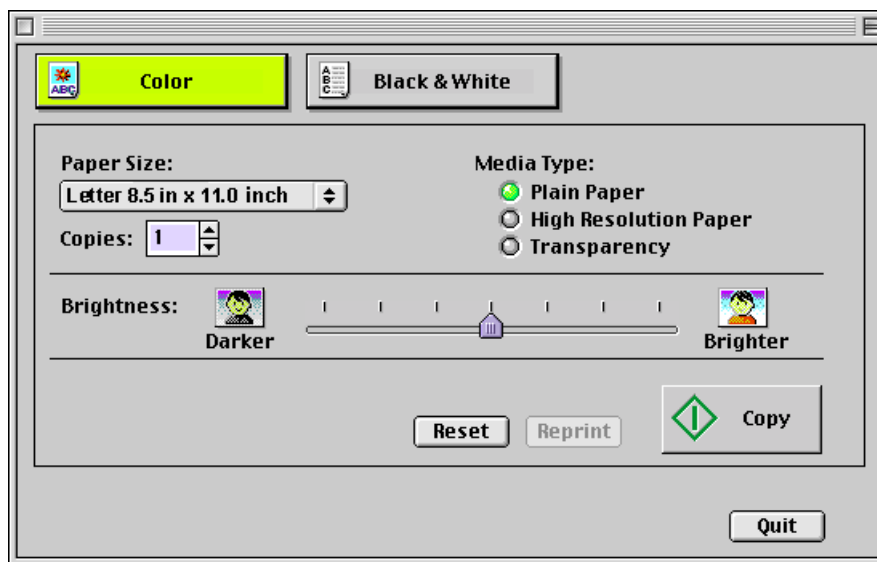 Color
Black & White
Paper Size:
Letter 8.5 in x 11.0 inch
Copies: 1
Media Type:
Plain Paper
High Resolution Paper
Transparency
Brightness:
Darker
Brighter
Reset
Reprint
Copy
Quit